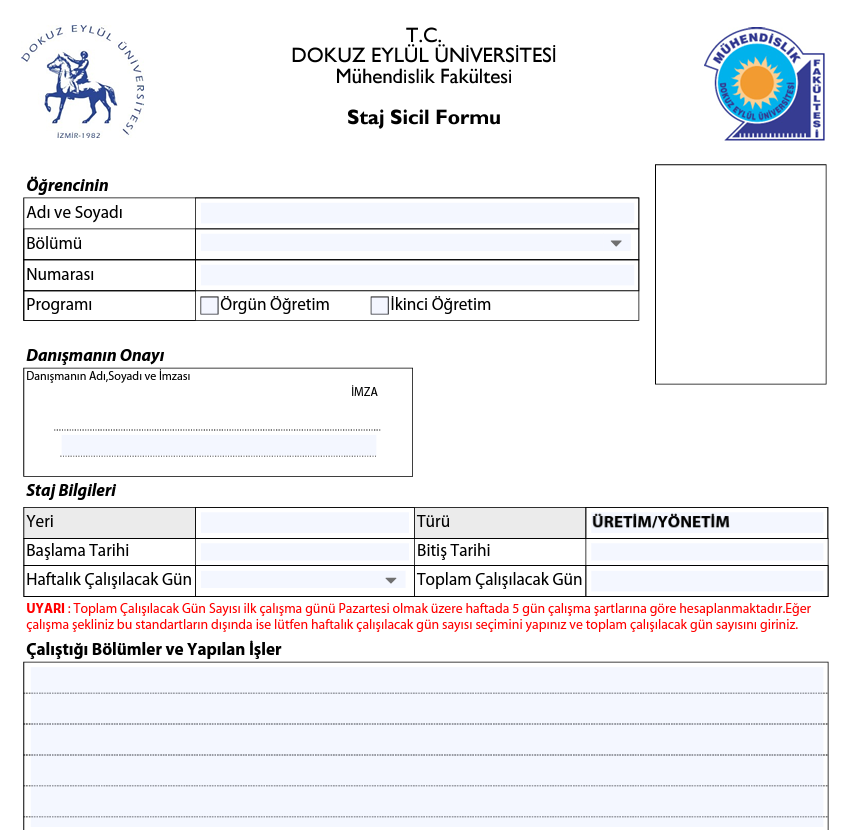 DOKUZ EYLÜL ÜNİVERSİTESİ
İZMİR-1982
T.C.
DOKUZ EYLÜL ÜNİVERSİTESİ
Mühendislik Fakültesi
Staj Sicil Formu
MÜHENDİSLİK
FAKÜLTESİ
DOKUZ EYLÜL ÜNİVERSİTESİ
Öğrencinin
Adı ve Soyadı
Bölümü
Numarası
Programı Örgün Öğretim İkinci Öğretim
Danışmanın Onayı
Danışmanın Adı,Soyadı ve İmzası
İMZA
Staj Bilgileri
Yeri Türü ÜRETİM/YÖNETİM
Başlama Tarihi Bitiş Tarihi
Haftalık Çalışılacak Gün Toplam Çalışılacak Gün
UYARI : Toplam Çalışılacak Gün Sayısı ilk çalışma günü Pazartesi olmak üzere haftada 5 gün çalışma şartlarına göre hesaplanmaktadır.Eğer
çalışma şekliniz bu standartların dışında ise lütfen haftalık çalışılacak gün sayısı seçimini yapınız ve toplam çalışılacak gün sayısını giriniz.
Çalıştığı Bölümler ve Yapılan İşler